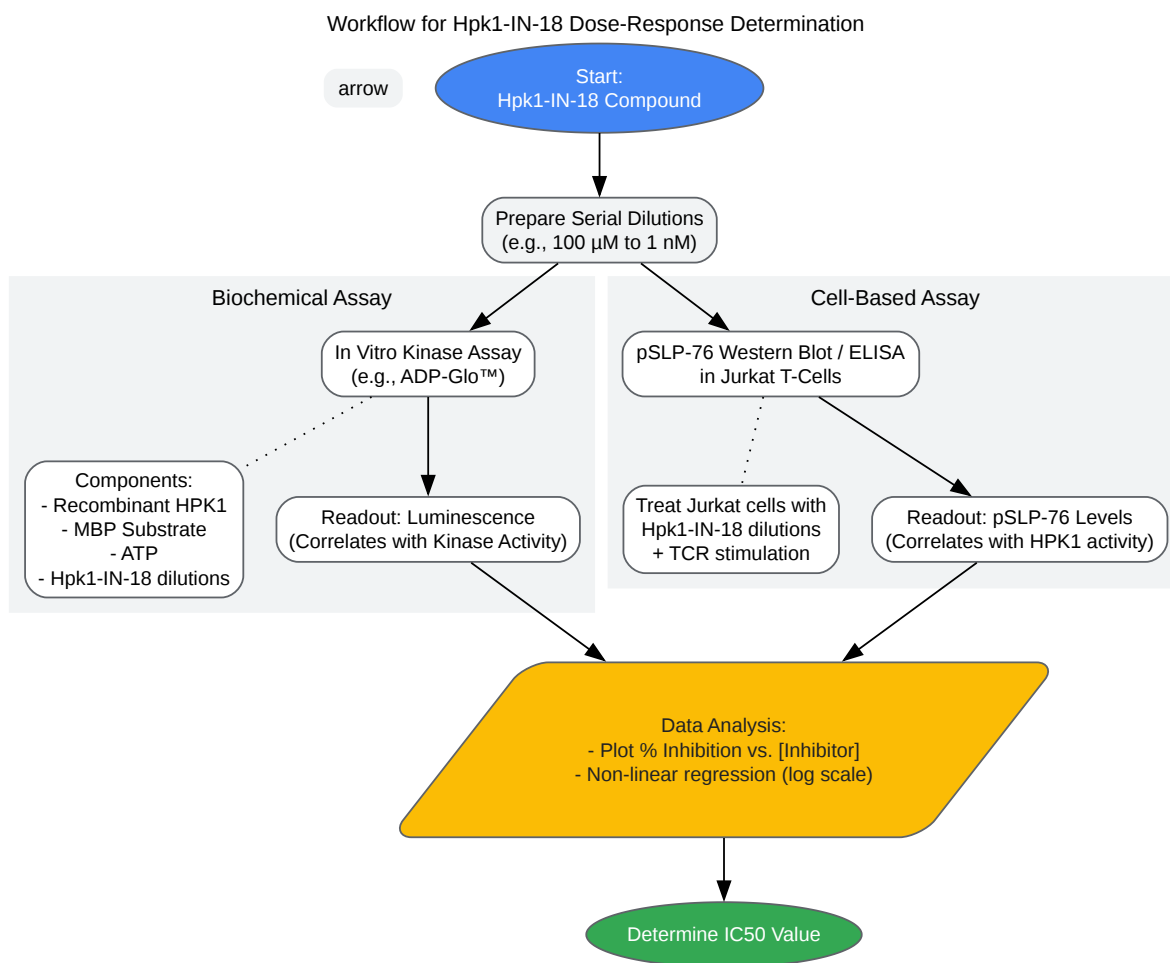 Workflow for Hpk1-IN-18 Dose-Response Determination
arrow
Start:
Hpk1-IN-18 Compound
Prepare Serial Dilutions
(e.g., 100 µM to 1 nM)
Biochemical Assay
In Vitro Kinase Assay
(e.g., ADP-Glo™)
Components:
- Recombinant HPK1
- MBP Substrate
- ATP
- Hpk1-IN-18 dilutions
Readout: Luminescence
(Correlates with Kinase Activity)
Cell-Based Assay
pSLP-76 Western Blot / ELISA
in Jurkat T-Cells
Treat Jurkat cells with
Hpk1-IN-18 dilutions
+ TCR stimulation
Readout: pSLP-76 Levels
(Correlates with HPK1 activity)
Data Analysis:
- Plot % Inhibition vs. [Inhibitor]
- Non-linear regression (log scale)
Determine IC50 Value